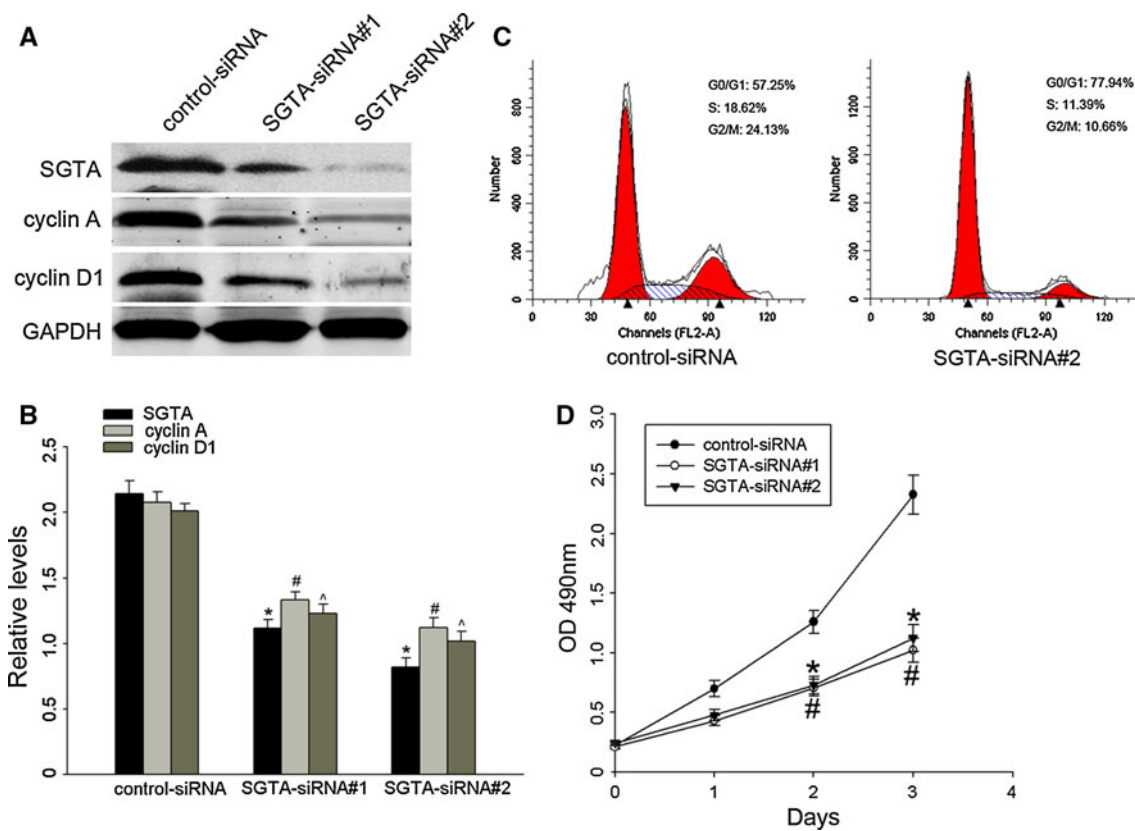 A
control-siRNA
SGTA-siRNA#1
SGTA-siRNA#2
SGTA
cyclin A
cyclin D1
GAPDH
C
Number
800
600
400
200
0
G0/G1: 57.25%
S: 18.62%
G2/M: 24.13%
0 30 60 90 120
Channels (FL2-A)
control-siRNA
Number
1200
900
600
300
0
G0/G1: 77.94%
S: 11.39%
G2/M: 10.66%
0 30 60 90 120
Channels (FL2-A)
SGTA-siRNA#2
B
SGTA
cyclin A
cyclin D1
Relative levels
2.5
2.0
1.5
1.0
0.5
0
* # ^
* # ^
control-siRNA SGTA-siRNA#1 SGTA-siRNA#2
D
OD 490nm
3.0
2.5
2.0
1.5
1.0
0.5
0
control-siRNA
SGTA-siRNA#1
SGTA-siRNA#2
* *
# #
0 1 2 3 4
Days